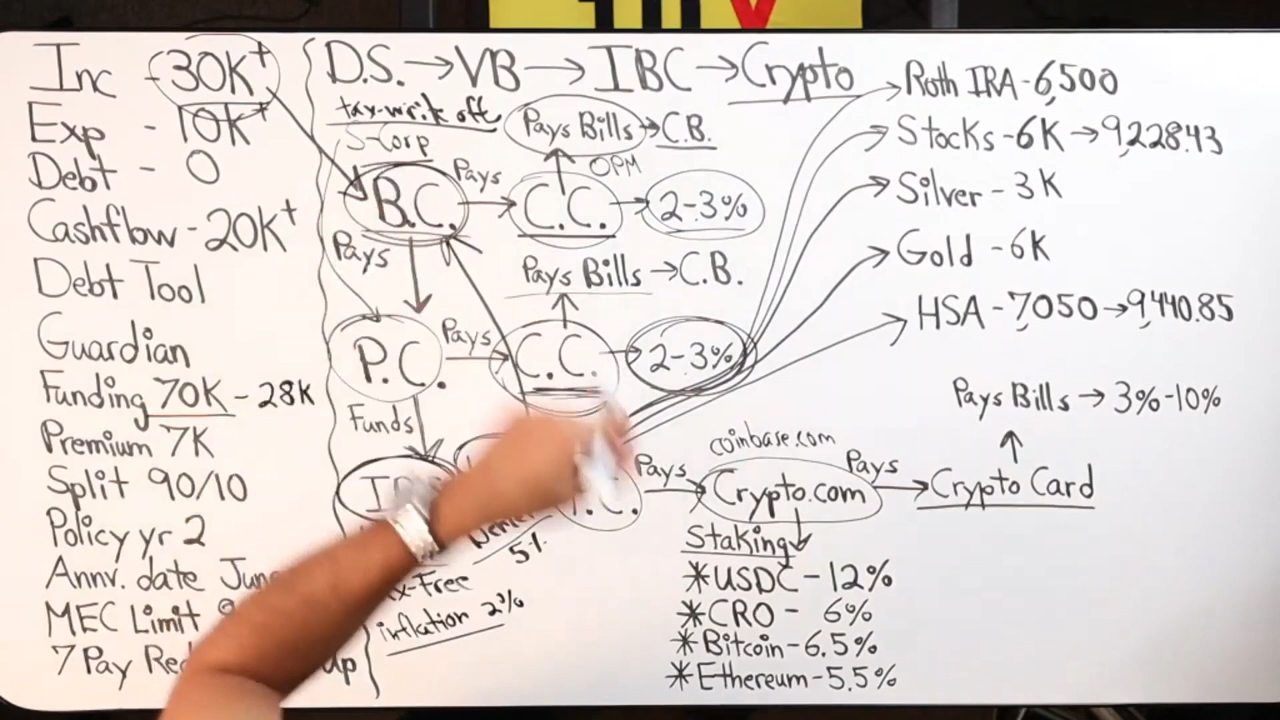 Inc - 30K+
Exp - 10K+
Debt - 0
Cashflow - 20K+
Debt Tool
Guardian
Funding 70K - 28K
Premium 7K
Split 90/10
Policy yr 2
Annv. date
MEC Limit
7 Pay
D.S. → VB → IBC → Crypto
tax-write off
S-Corp
Pays Bills → C.B.
OPM
B.C. Pays → C.C. → 2-3%
Pays
Pays Bills → C.B.
P.C. Pays → C.C. → 2-3%
Funds
5%
inflation 2%
Roth IRA - 6,500
Stocks - 6K → 9,228.43
Silver - 3K
Gold - 6K
HSA - 7,050 → 9,440.85
Pays Bills → 3%-10%
coinbase.com
Pays → Crypto.com Pays → Crypto Card
Staking
*USDC - 12%
*CRO - 6%
*Bitcoin - 6.5%
*Ethereum - 5.5%